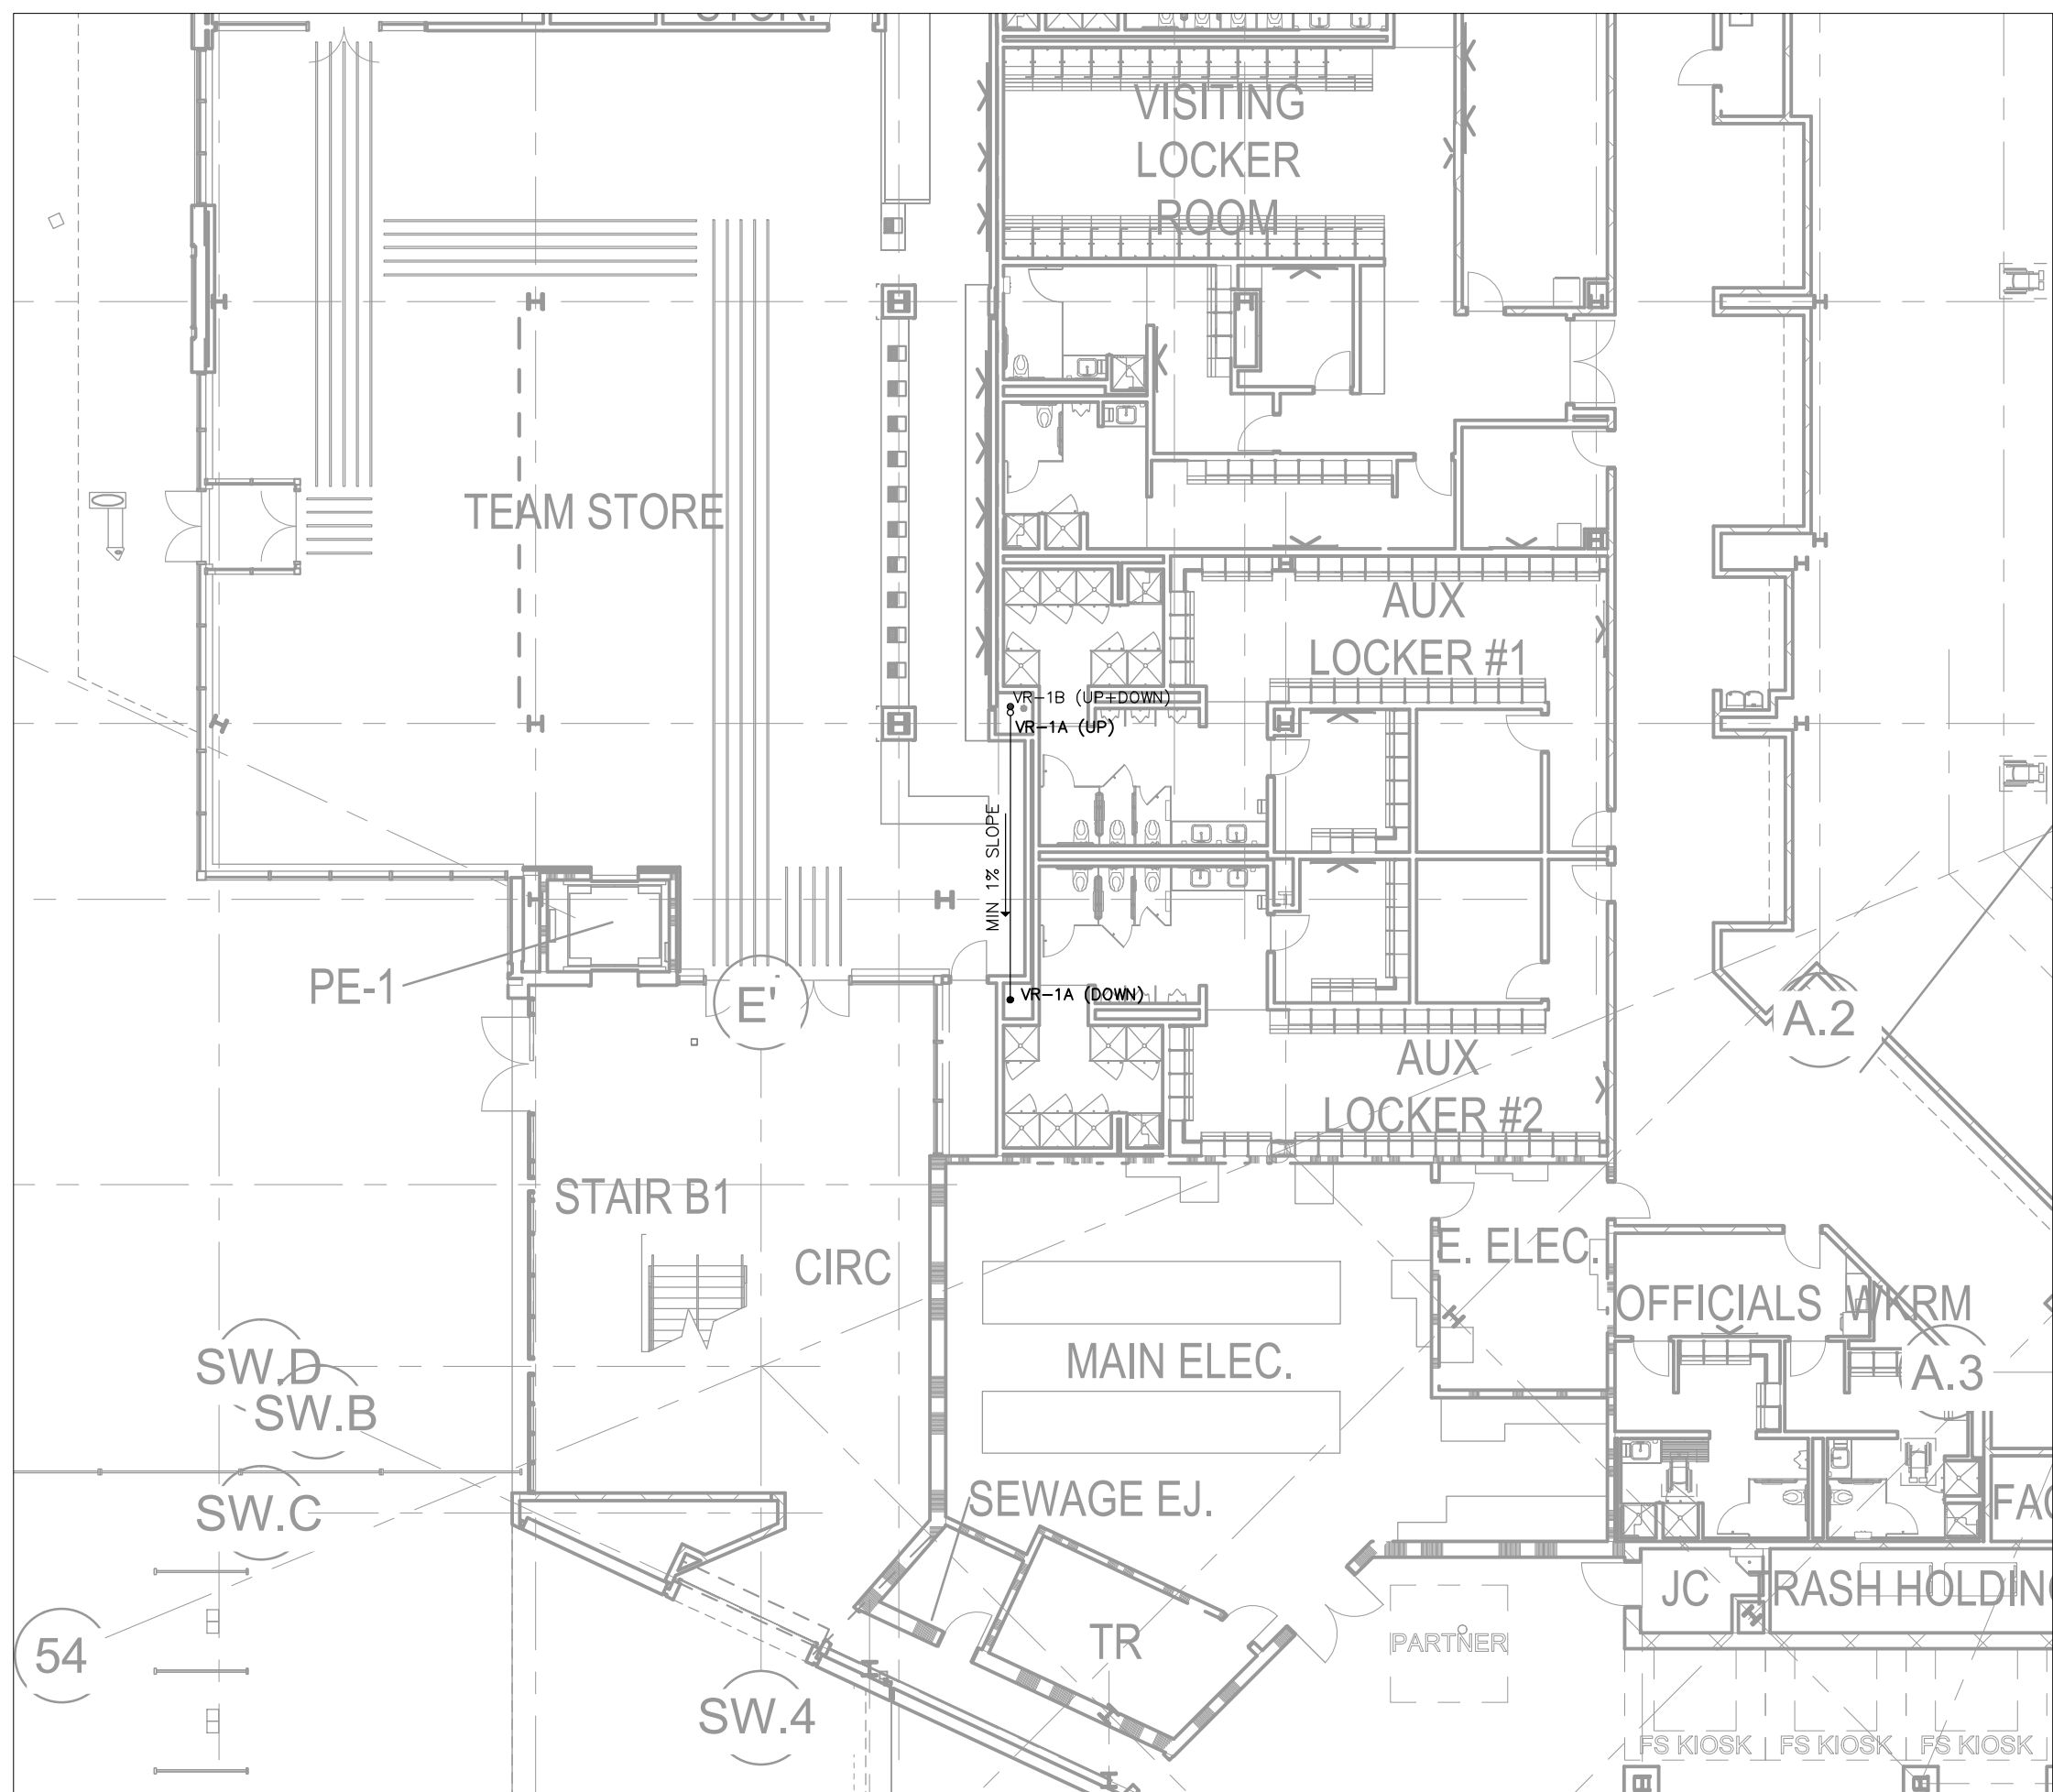 STOR.
VISITING
LOCKER
ROOM
TEAM STORE
AUX
LOCKER #1
VR-1B (UP+DOWN)
VR-1A (UP)
MIN 1% SLOPE
PE-1
E'
VR-1A (DOWN)
A.2
AUX
LOCKER #2
STAIR B1
CIRC
E. ELEC.
OFFICIALS WKRM
MAIN ELEC.
SW.D
A.3
SW.B
SEWAGE EJ.
SW.C
FAC
JC
TRASH HOLDING
54
TR
PARTNER
SW.4
FS KIOSK
FS KIOSK
FS KIOSK